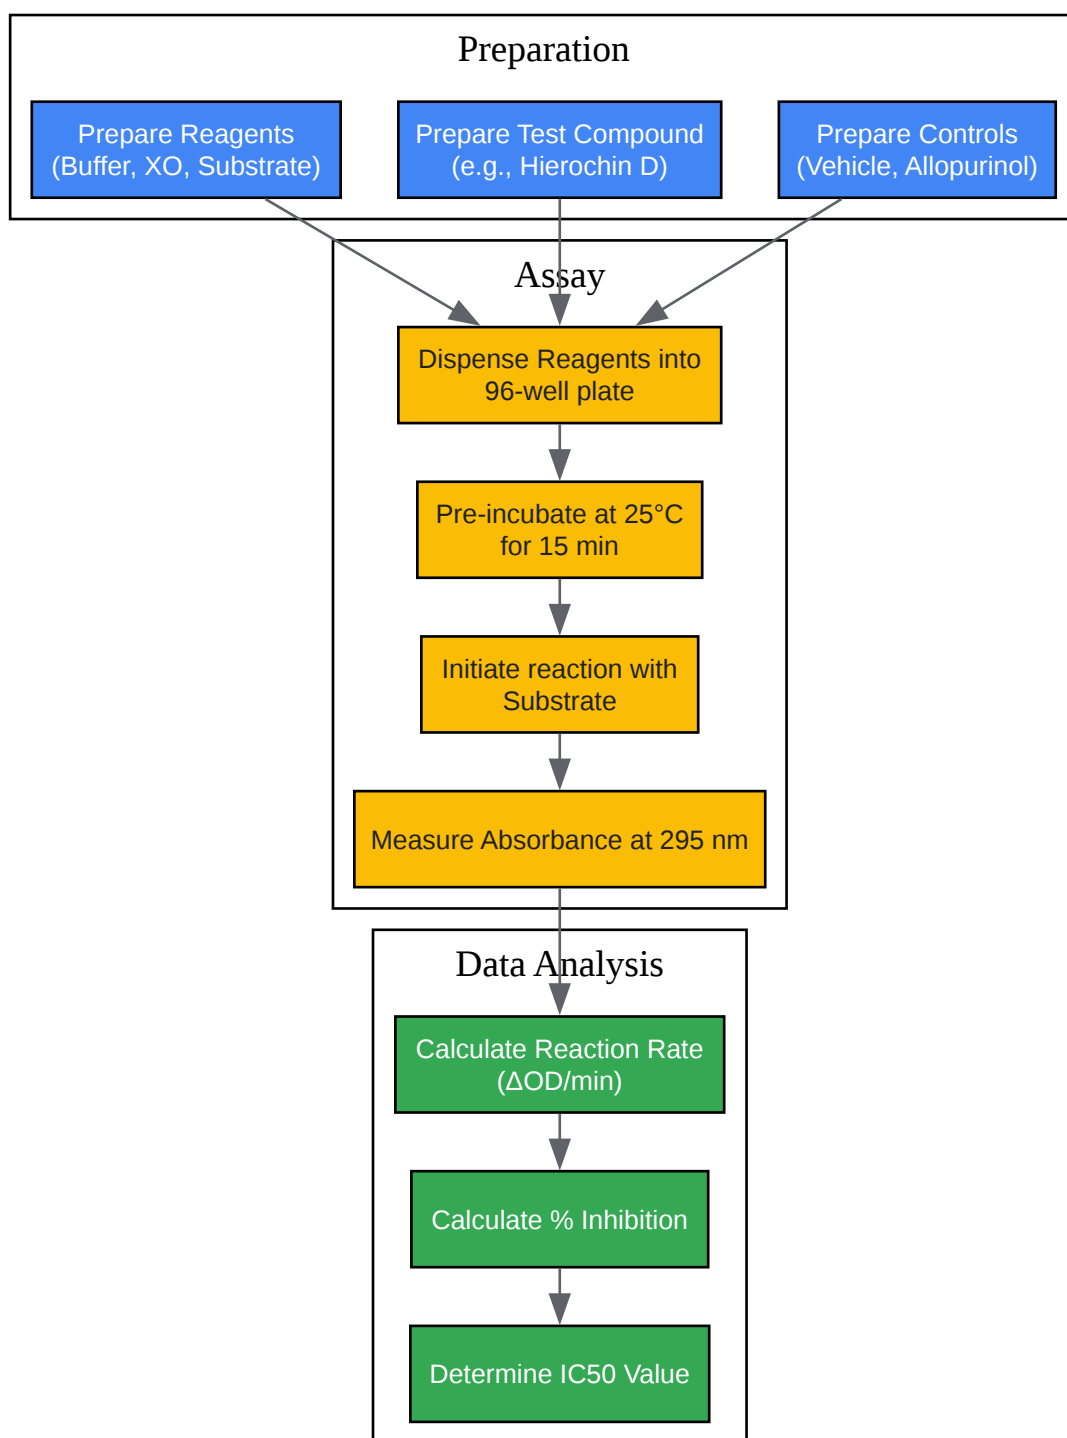 Preparation
Prepare Reagents
(Buffer, XO, Substrate)
Prepare Test Compound
(e.g., Hierochin D)
Prepare Controls
(Vehicle, Allopurinol)
Assay
Dispense Reagents into
96-well plate
Pre-incubate at 25°C
for 15 min
Initiate reaction with
Substrate
Measure Absorbance at 295 nm
Data Analysis
Calculate Reaction Rate
(ΔOD/min)
Calculate % Inhibition
Determine IC50 Value